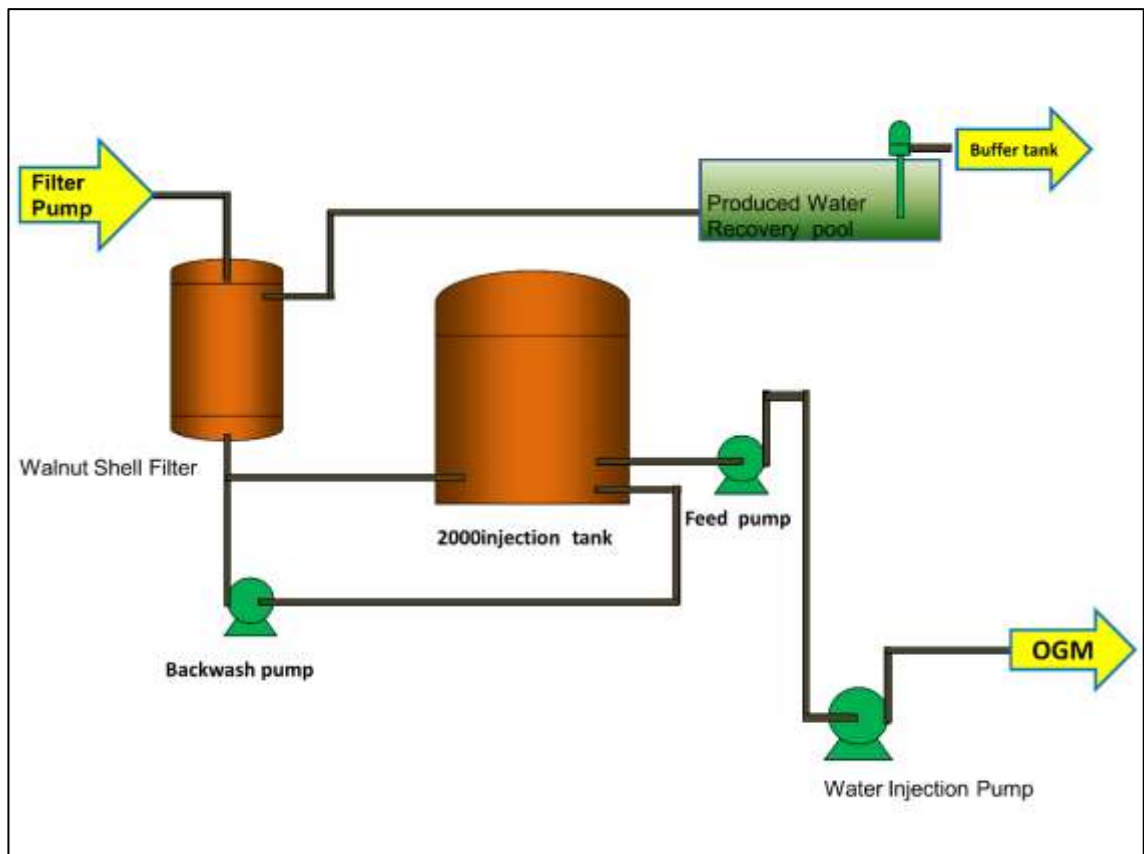 Buffer tank
Filter
Pump
Produced Water
Recovery pool
Walnut Shell Filter
2000injection tank
Feed pump
Backwash pump
OGM
Water Injection Pump